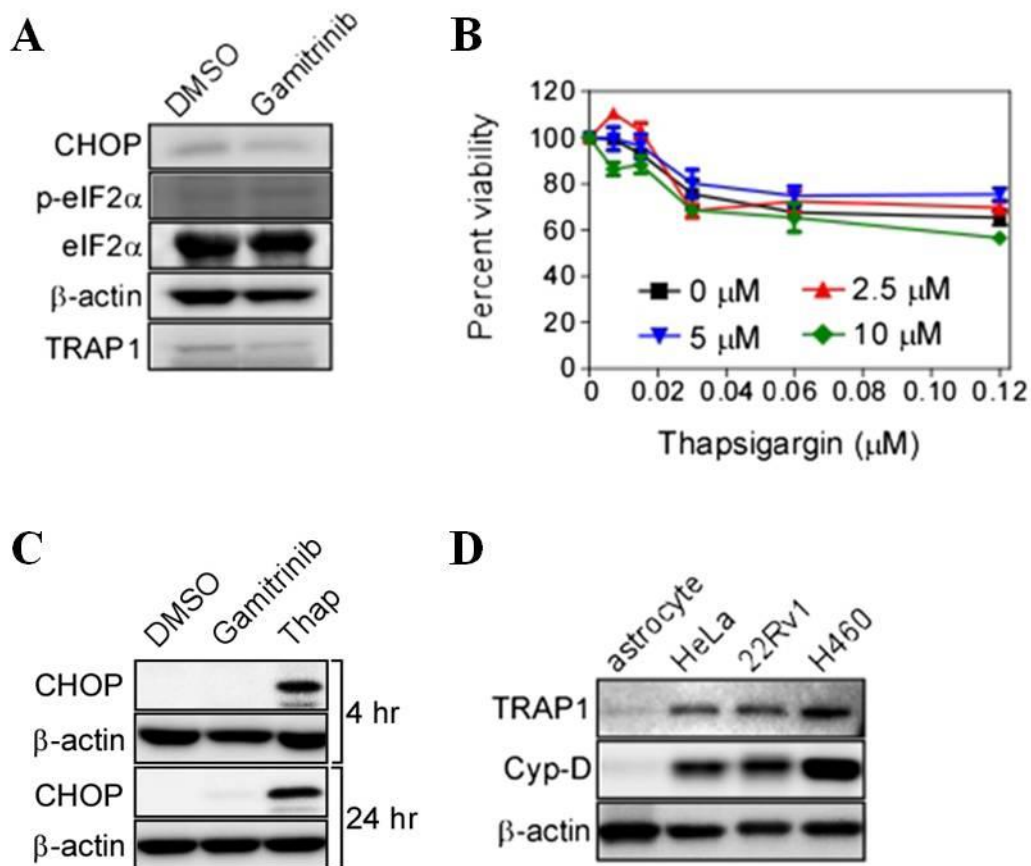 A
DMSO
Gamitrinib
CHOP
p-eIF2α
eIF2α
β-actin
TRAP1
B
Percent viability
120
100
80
60
40
20
0
0 μM
2.5 μM
5 μM
10 μM
0 0.02 0.04 0.06 0.08 0.10 0.12
Thapsigargin (μM)
C
DMSO
Gamitrinib
Thap
CHOP
β-actin
4 hr
CHOP
β-actin
24 hr
D
astrocyte
HeLa
22Rv1
H460
TRAP1
Cyp-D
β-actin